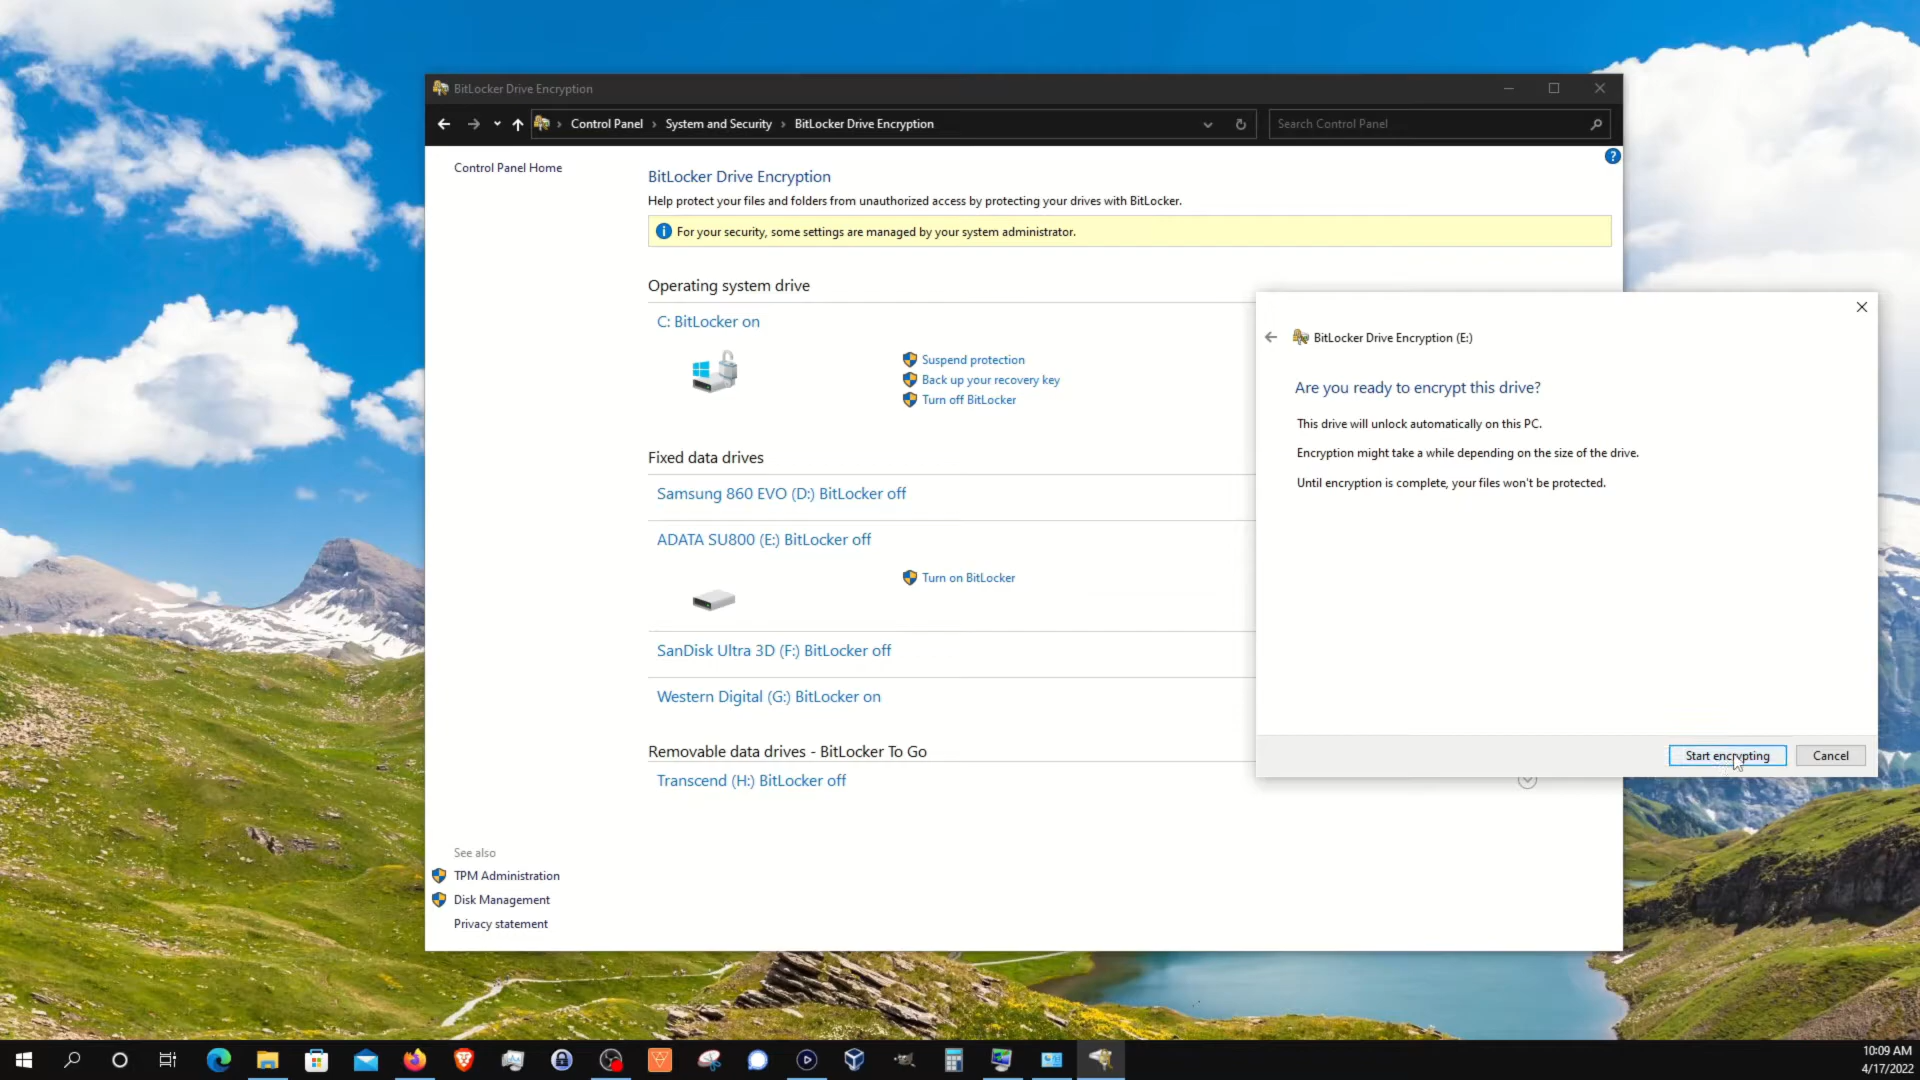 BitLocker Drive Encryption
Control Panel
System and Security
BitLocker Drive Encryption
Search Control Panel
Control Panel Home
BitLocker Drive Encryption
Help protect your files and folders from unauthorized access by protecting your drives with BitLocker.
For your security, some settings are managed by your system administrator.
Operating system drive
C: BitLocker on
Suspend protection
Back up your recovery key
Turn off BitLocker
Fixed data drives
Samsung 860 EVO (D:) BitLocker off
ADATA SU800 (E:) BitLocker off
Turn on BitLocker
SanDisk Ultra 3D (F:) BitLocker off
Western Digital (G:) BitLocker on
Removable data drives - BitLocker To Go
Transcend (H:) BitLocker off
See also
TPM Administration
Disk Management
Privacy statement
BitLocker Drive Encryption (E:)
Are you ready to encrypt this drive?
This drive will unlock automatically on this PC.
Encryption might take a while depending on the size of the drive.
Until encryption is complete, your files won't be protected.
Start encrypting
Cancel
10:09 AM
4/17/2022